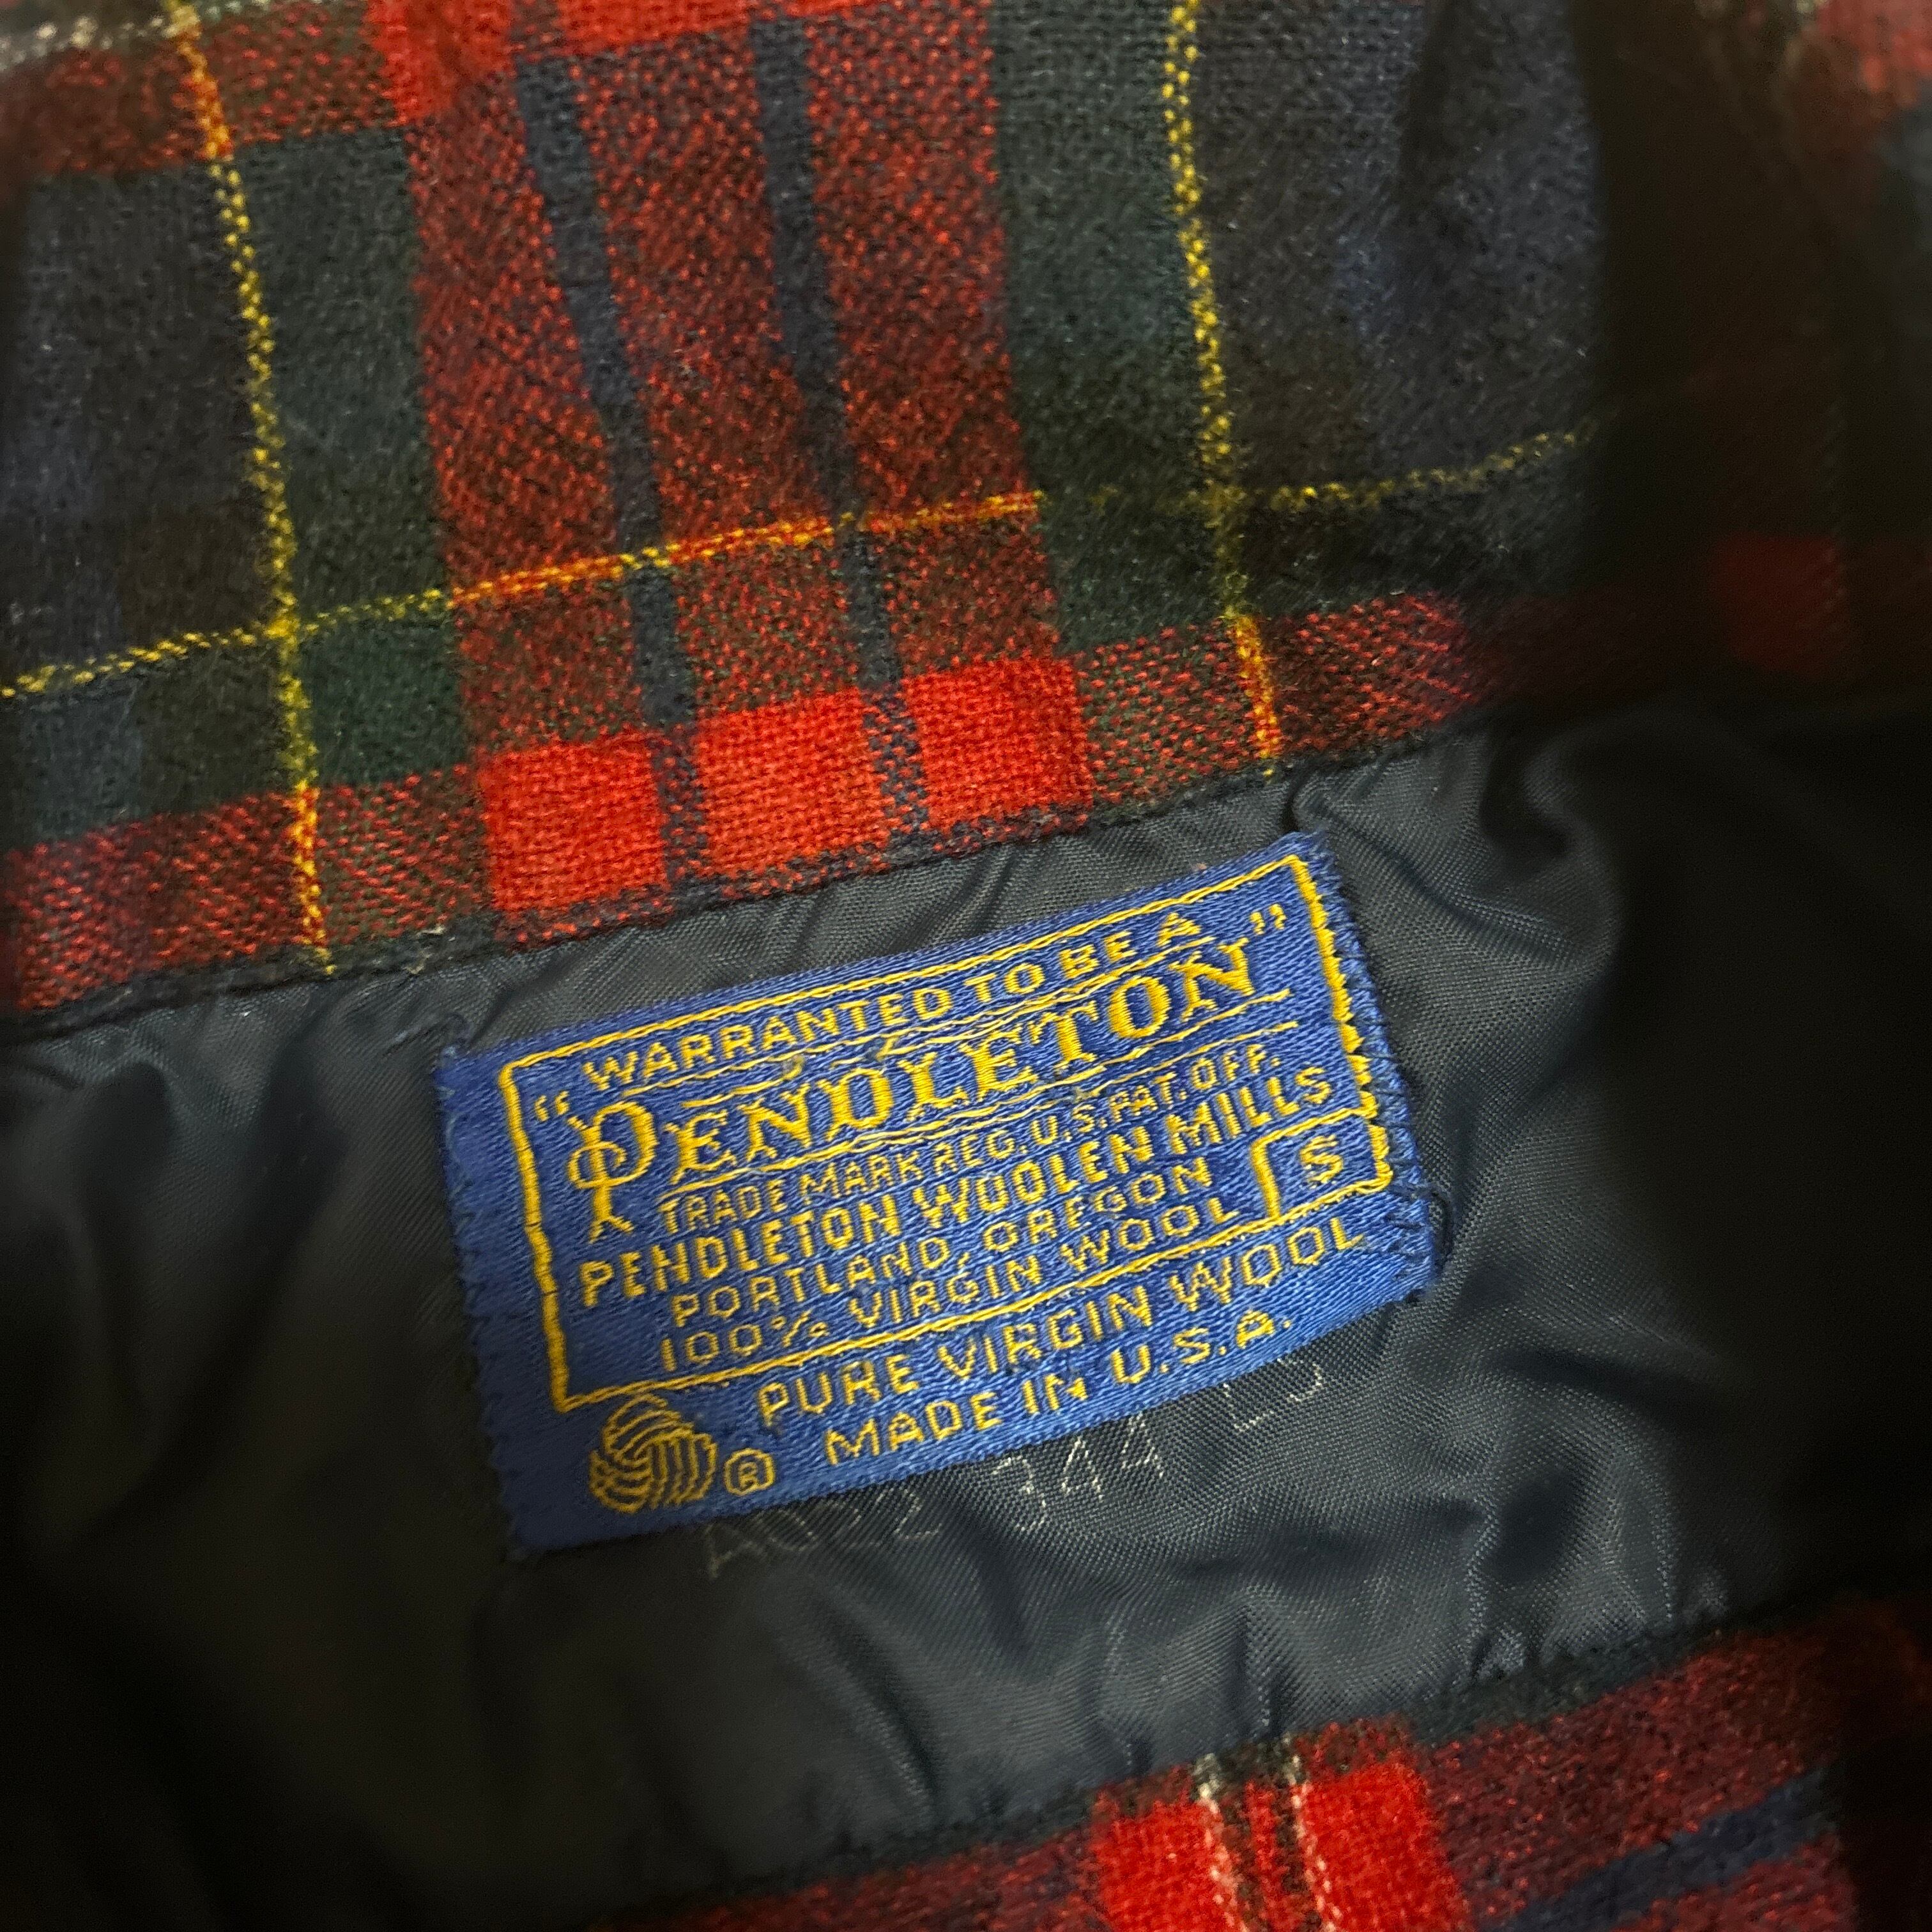 "WARRANTED TO BE A
PENDLETON"
TRADE MARK REG. U.S. PAT. OFF.
PENDLETON WOOLEN MILLS
PORTLAND, OREGON
100% VIRGIN WOOL
S
PURE VIRGIN WOOL
® MADE IN U.S.A.
344